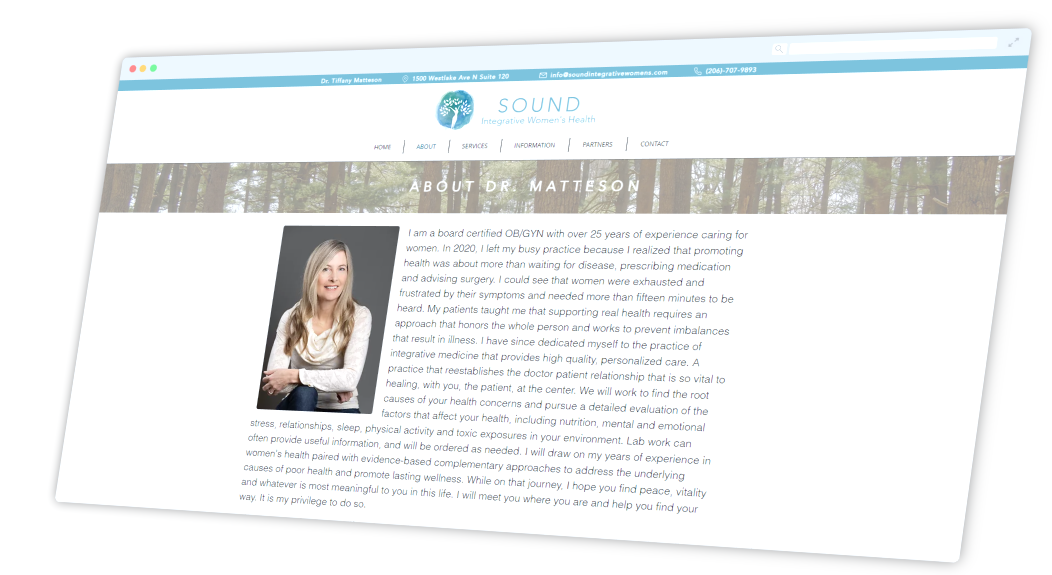 Dr. Tiffany Matteson 1500 Westlake Ave N Suite 120 info@soundintegrativewomens.com (206)-707-9893
SOUND
Integrative Women's Health
HOME ABOUT SERVICES INFORMATION PARTNERS CONTACT
ABOUT DR. MATTESON
I am a board certified OB/GYN with over 25 years of experience caring for
women. In 2020, I left my busy practice because I realized that promoting
health was about more than waiting for disease, prescribing medication
and advising surgery. I could see that women were exhausted and
frustrated by their symptoms and needed more than fifteen minutes to be
heard. My patients taught me that supporting real health requires an
approach that honors the whole person and works to prevent imbalances
that result in illness. I have since dedicated myself to the practice of
integrative medicine that provides high quality, personalized care. A
practice that reestablishes the doctor patient relationship that is so vital to
healing, with you, the patient, at the center. We will work to find the root
causes of your health concerns and pursue a detailed evaluation of the
factors that affect your health, including nutrition, mental and emotional
stress, relationships, sleep, physical activity and toxic exposures in your environment. Lab work can
often provide useful information, and will be ordered as needed. I will draw on my years of experience in
women's health paired with evidence-based complementary approaches to address the underlying
causes of poor health and promote lasting wellness. While on that journey, I hope you find peace, vitality
and whatever is most meaningful to you in this life. I will meet you where you are and help you find your
way. It is my privilege to do so.